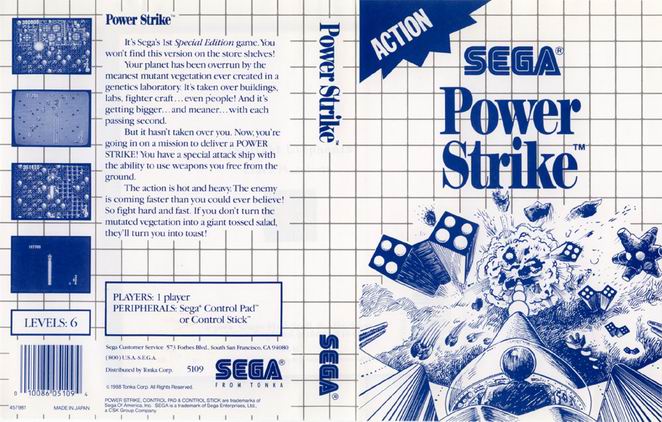 Power Strike™
It's Sega's 1st Special Edition game. You
won't find this version on the store shelves!
Your planet has been overrun by the
meanest mutant vegetation ever created in a
genetics laboratory. It's taken over buildings,
labs, fighter craft...even people! And it's
getting bigger...and meaner...with each
passing second.
But it hasn't taken over you. Now, you're
going in on a mission to deliver a POWER
STRIKE! You have a special attack ship with
the ability to use weapons you free from the
ground.
The action is hot and heavy. The enemy
is coming faster than you could ever believe!
So fight hard and fast. If you don't turn the
mutated vegetation into a giant tossed salad,
they'll turn you into toast!
LEVELS: 6
PLAYERS: 1 player
PERIPHERALS: Sega® Control Pad™
or Control Stick™
Sega Customer Service 573 Forbes Blvd., South San Francisco, CA 94080
(800) USA-SEGA
Distributed by Tonka Corp. 5109
SEGA®
FROM TONKA
©1988 Tonka Corp. All Rights Reserved.
POWER STRIKE, CONTROL PAD & CONTROL STICK are trademarks of
Sega Of America, Inc. SEGA is a trademark of Sega Enterprises, Ltd.,
a CSK Group Company.
0 10086 05109 4
457981 MADE IN JAPAN
Power Strike™
SEGA®
ACTION
SEGA®
Power
Strike™